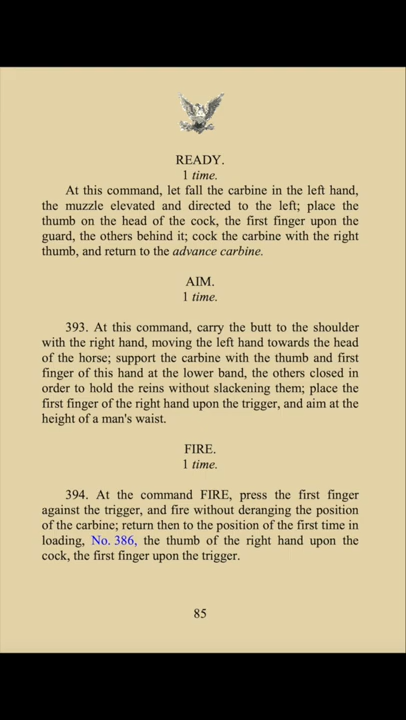 READY.
1 time.
At this command, let fall the carbine in the left hand,
the muzzle elevated and directed to the left; place the
thumb on the head of the cock, the first finger upon the
guard, the others behind it; cock the carbine with the right
thumb, and return to the advance carbine.
AIM.
1 time.
393. At this command, carry the butt to the shoulder
with the right hand, moving the left hand towards the head
of the horse; support the carbine with the thumb and first
finger of this hand at the lower band, the others closed in
order to hold the reins without slackening them; place the
first finger of the right hand upon the trigger, and aim at the
height of a man's waist.
FIRE.
1 time.
394. At the command FIRE, press the first finger
against the trigger, and fire without deranging the position
of the carbine; return then to the position of the first time in
loading, No. 386, the thumb of the right hand upon the
cock, the first finger upon the trigger.
85